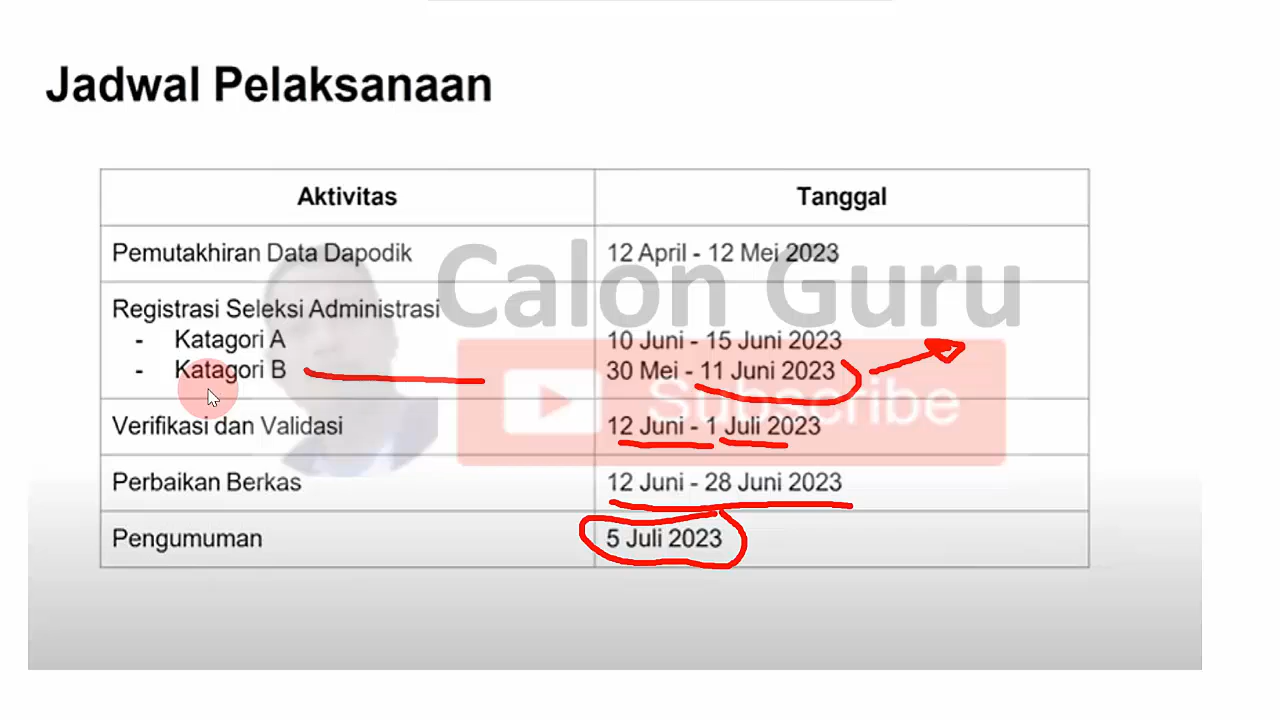 Jadwal Pelaksanaan
Aktivitas Tanggal
Pemutakhiran Data Dapodik 12 April - 12 Mei 2023
Registrasi Seleksi Administrasi
- Katagori A 10 Juni - 15 Juni 2023
- Katagori B 30 Mei - 11 Juni 2023
Verifikasi dan Validasi 12 Juni - 1 Juli 2023
Perbaikan Berkas 12 Juni - 28 Juni 2023
Pengumuman 5 Juli 2023
Calon Guru
Subscribe